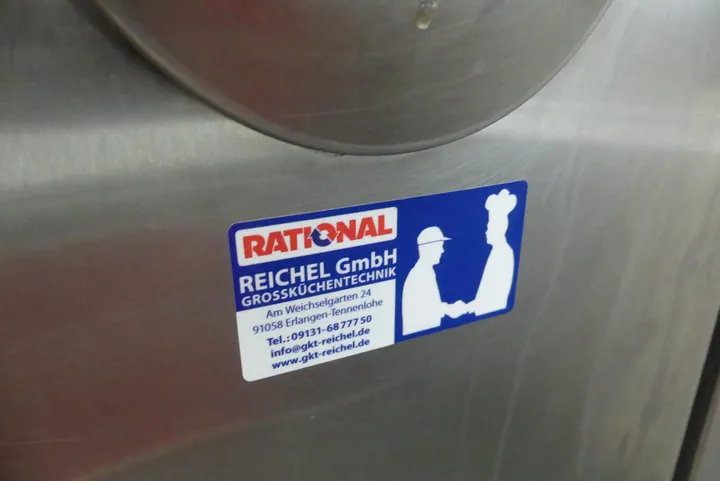 RATIONAL
REICHEL GmbH
GROSSKÜCHENTECHNIK
Am Weichselgarten 24
91058 Erlangen-Tennenlohe
Tel.: 09131-68 777 50
info@gkt-reichel.de
www.gkt-reichel.de